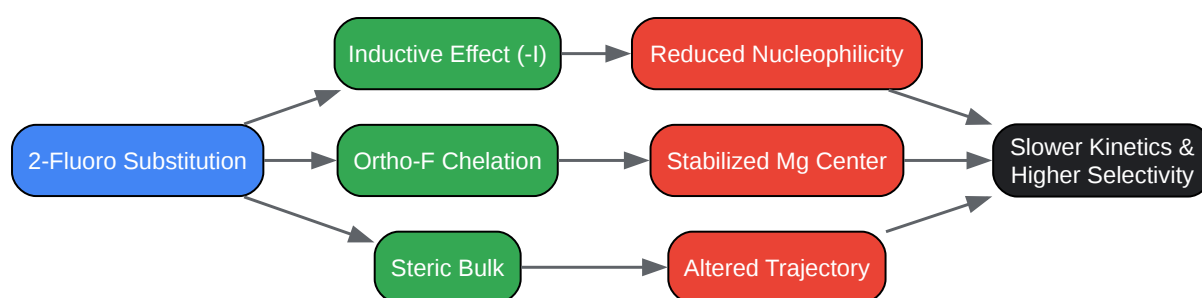 Inductive Effect (-I)
Reduced Nucleophilicity
2-Fluoro Substitution
Ortho-F Chelation
Stabilized Mg Center
Slower Kinetics &
Higher Selectivity
Steric Bulk
Altered Trajectory